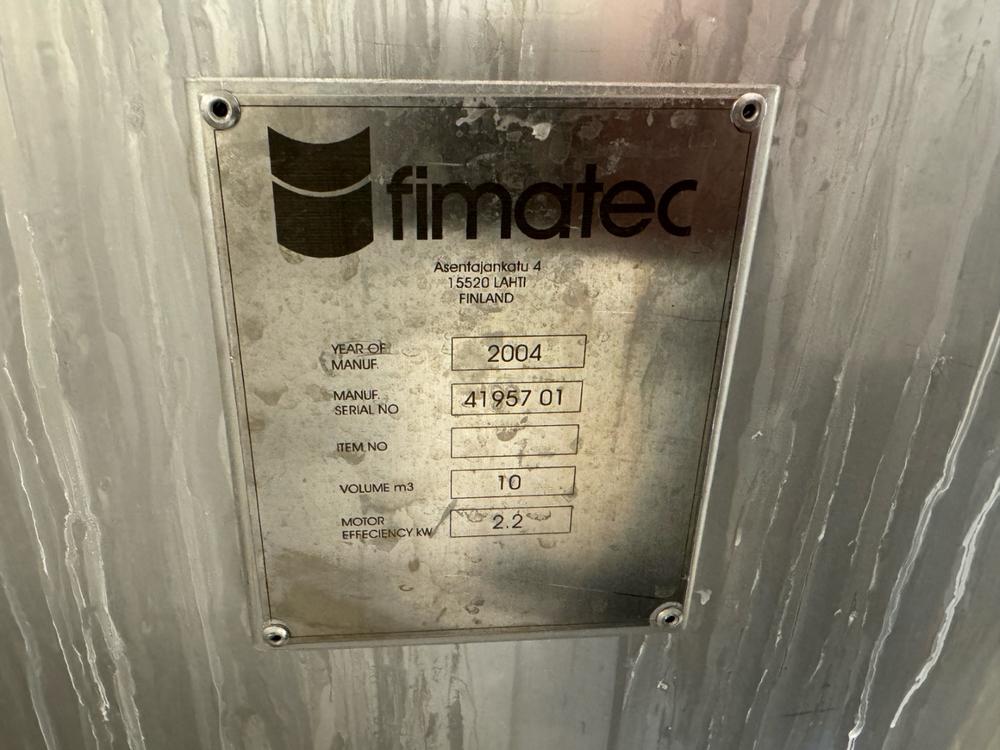 fimatec
Asentajankatu 4
15520 LAHTI
FINLAND
YEAR OF
MANUF.
2004
MANUF.
SERIAL NO
41957 01
ITEM NO
VOLUME m3
10
MOTOR
EFFECIENCY kW
2.2